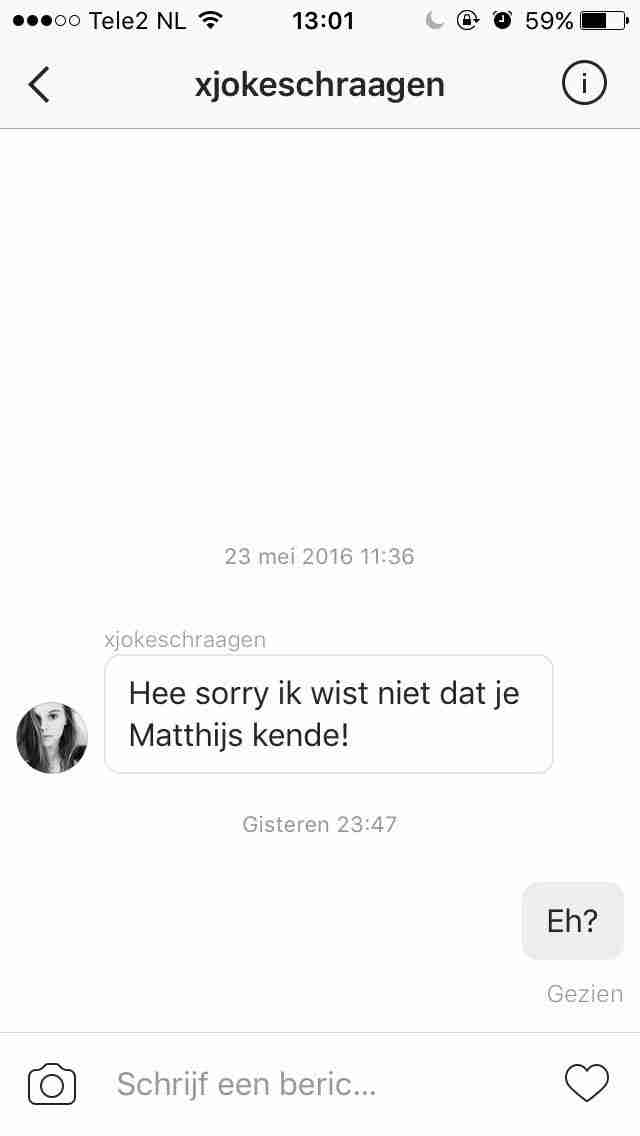 Tele2 NL 13:01 59%
xjokeschraagen
23 mei 2016 11:36
xjokeschraagen
Hee sorry ik wist niet dat je
Matthijs kende!
Gisteren 23:47
Eh?
Gezien
Schrijf een beric...